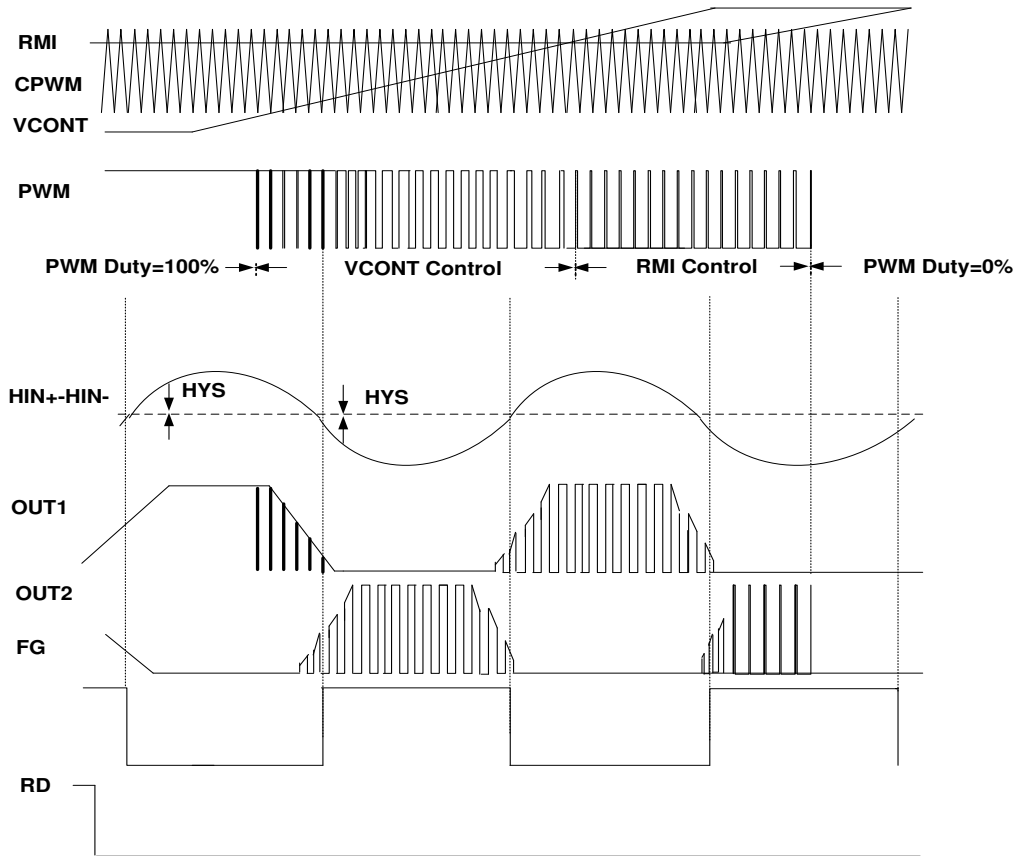 RMI
CPWM
VCONT
PWM
PWM Duty=100%
VCONT Control
RMI Control
PWM Duty=0%
HIN+-HIN-
HYS
HYS
OUT1
OUT2
FG
RD